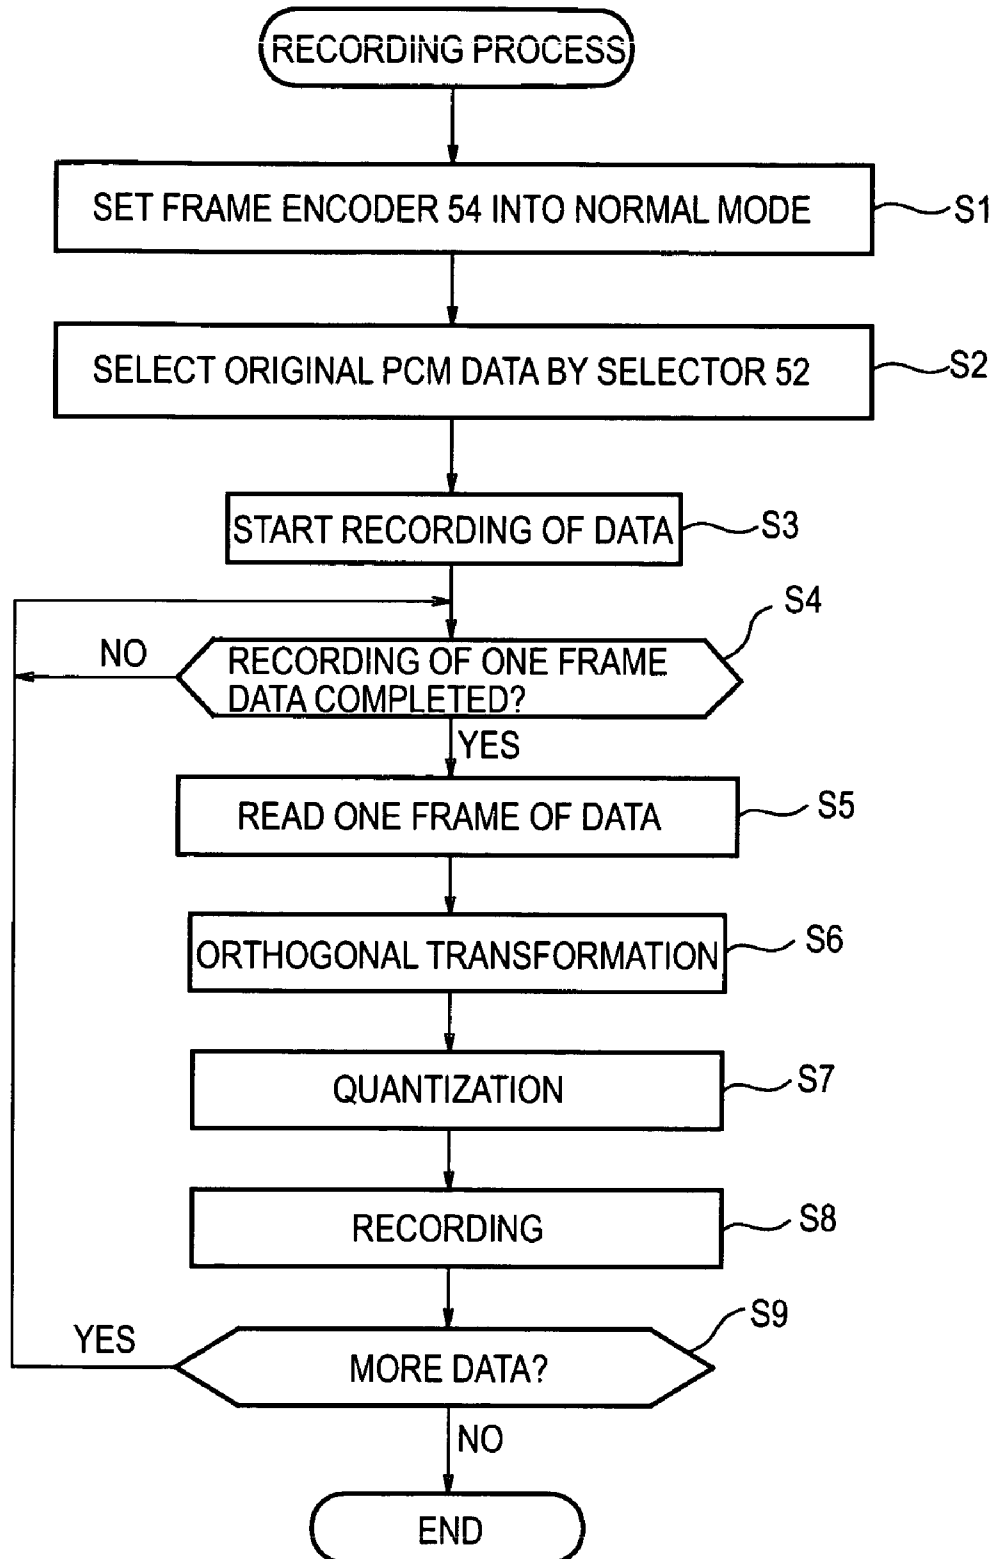 RECORDING PROCESS
SET FRAME ENCODER 54 INTO NORMAL MODE
S1
SELECT ORIGINAL PCM DATA BY SELECTOR 52
S2
START RECORDING OF DATA
S3
S4
NO
RECORDING OF ONE FRAME
DATA COMPLETED?
YES
READ ONE FRAME OF DATA
S5
ORTHOGONAL TRANSFORMATION
S6
QUANTIZATION
S7
RECORDING
S8
S9
YES
MORE DATA?
NO
END